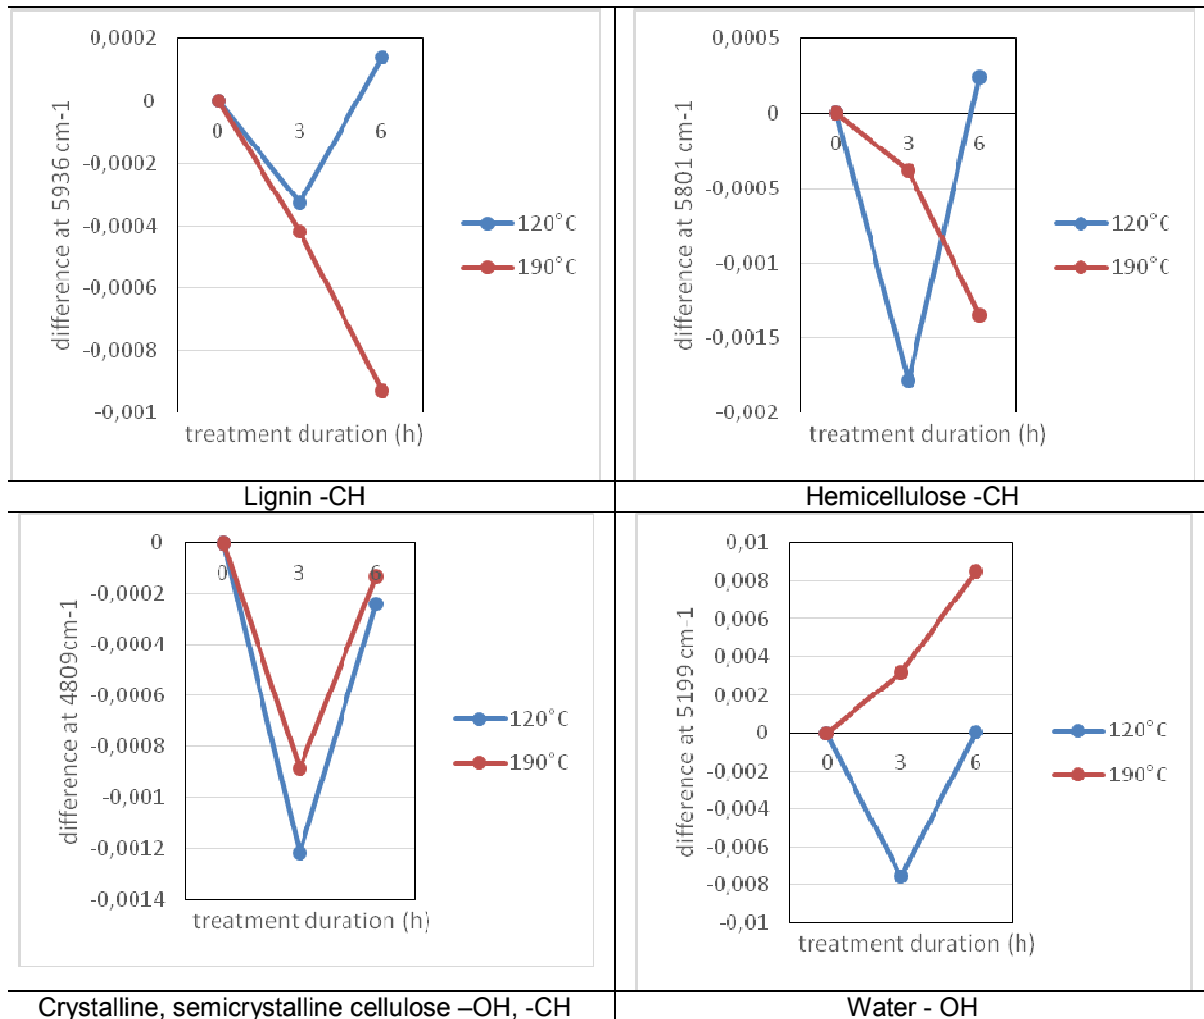 0,0002
0
-0,0002
-0,0004
-0,0006
-0,0008
-0,001
difference at 5936 cm-1
0 3 6
treatment duration (h)
120°C
190°C
0,0005
0
-0,0005
-0,001
-0,0015
-0,002
difference at 5801 cm-1
0 3 6
treatment duration (h)
120°C
190°C
Lignin -CH
Hemicellulose -CH
0
-0,0002
-0,0004
-0,0006
-0,0008
-0,001
-0,0012
-0,0014
difference at 4809cm-1
0 3 6
treatment duration (h)
120°C
190°C
0,01
0,008
0,006
0,004
0,002
0
-0,002
-0,004
-0,006
-0,008
-0,01
difference at 5199 cm-1
0 3 6
treatment duration (h)
120°C
190°C
Crystalline, semicrystalline cellulose –OH, -CH
Water - OH